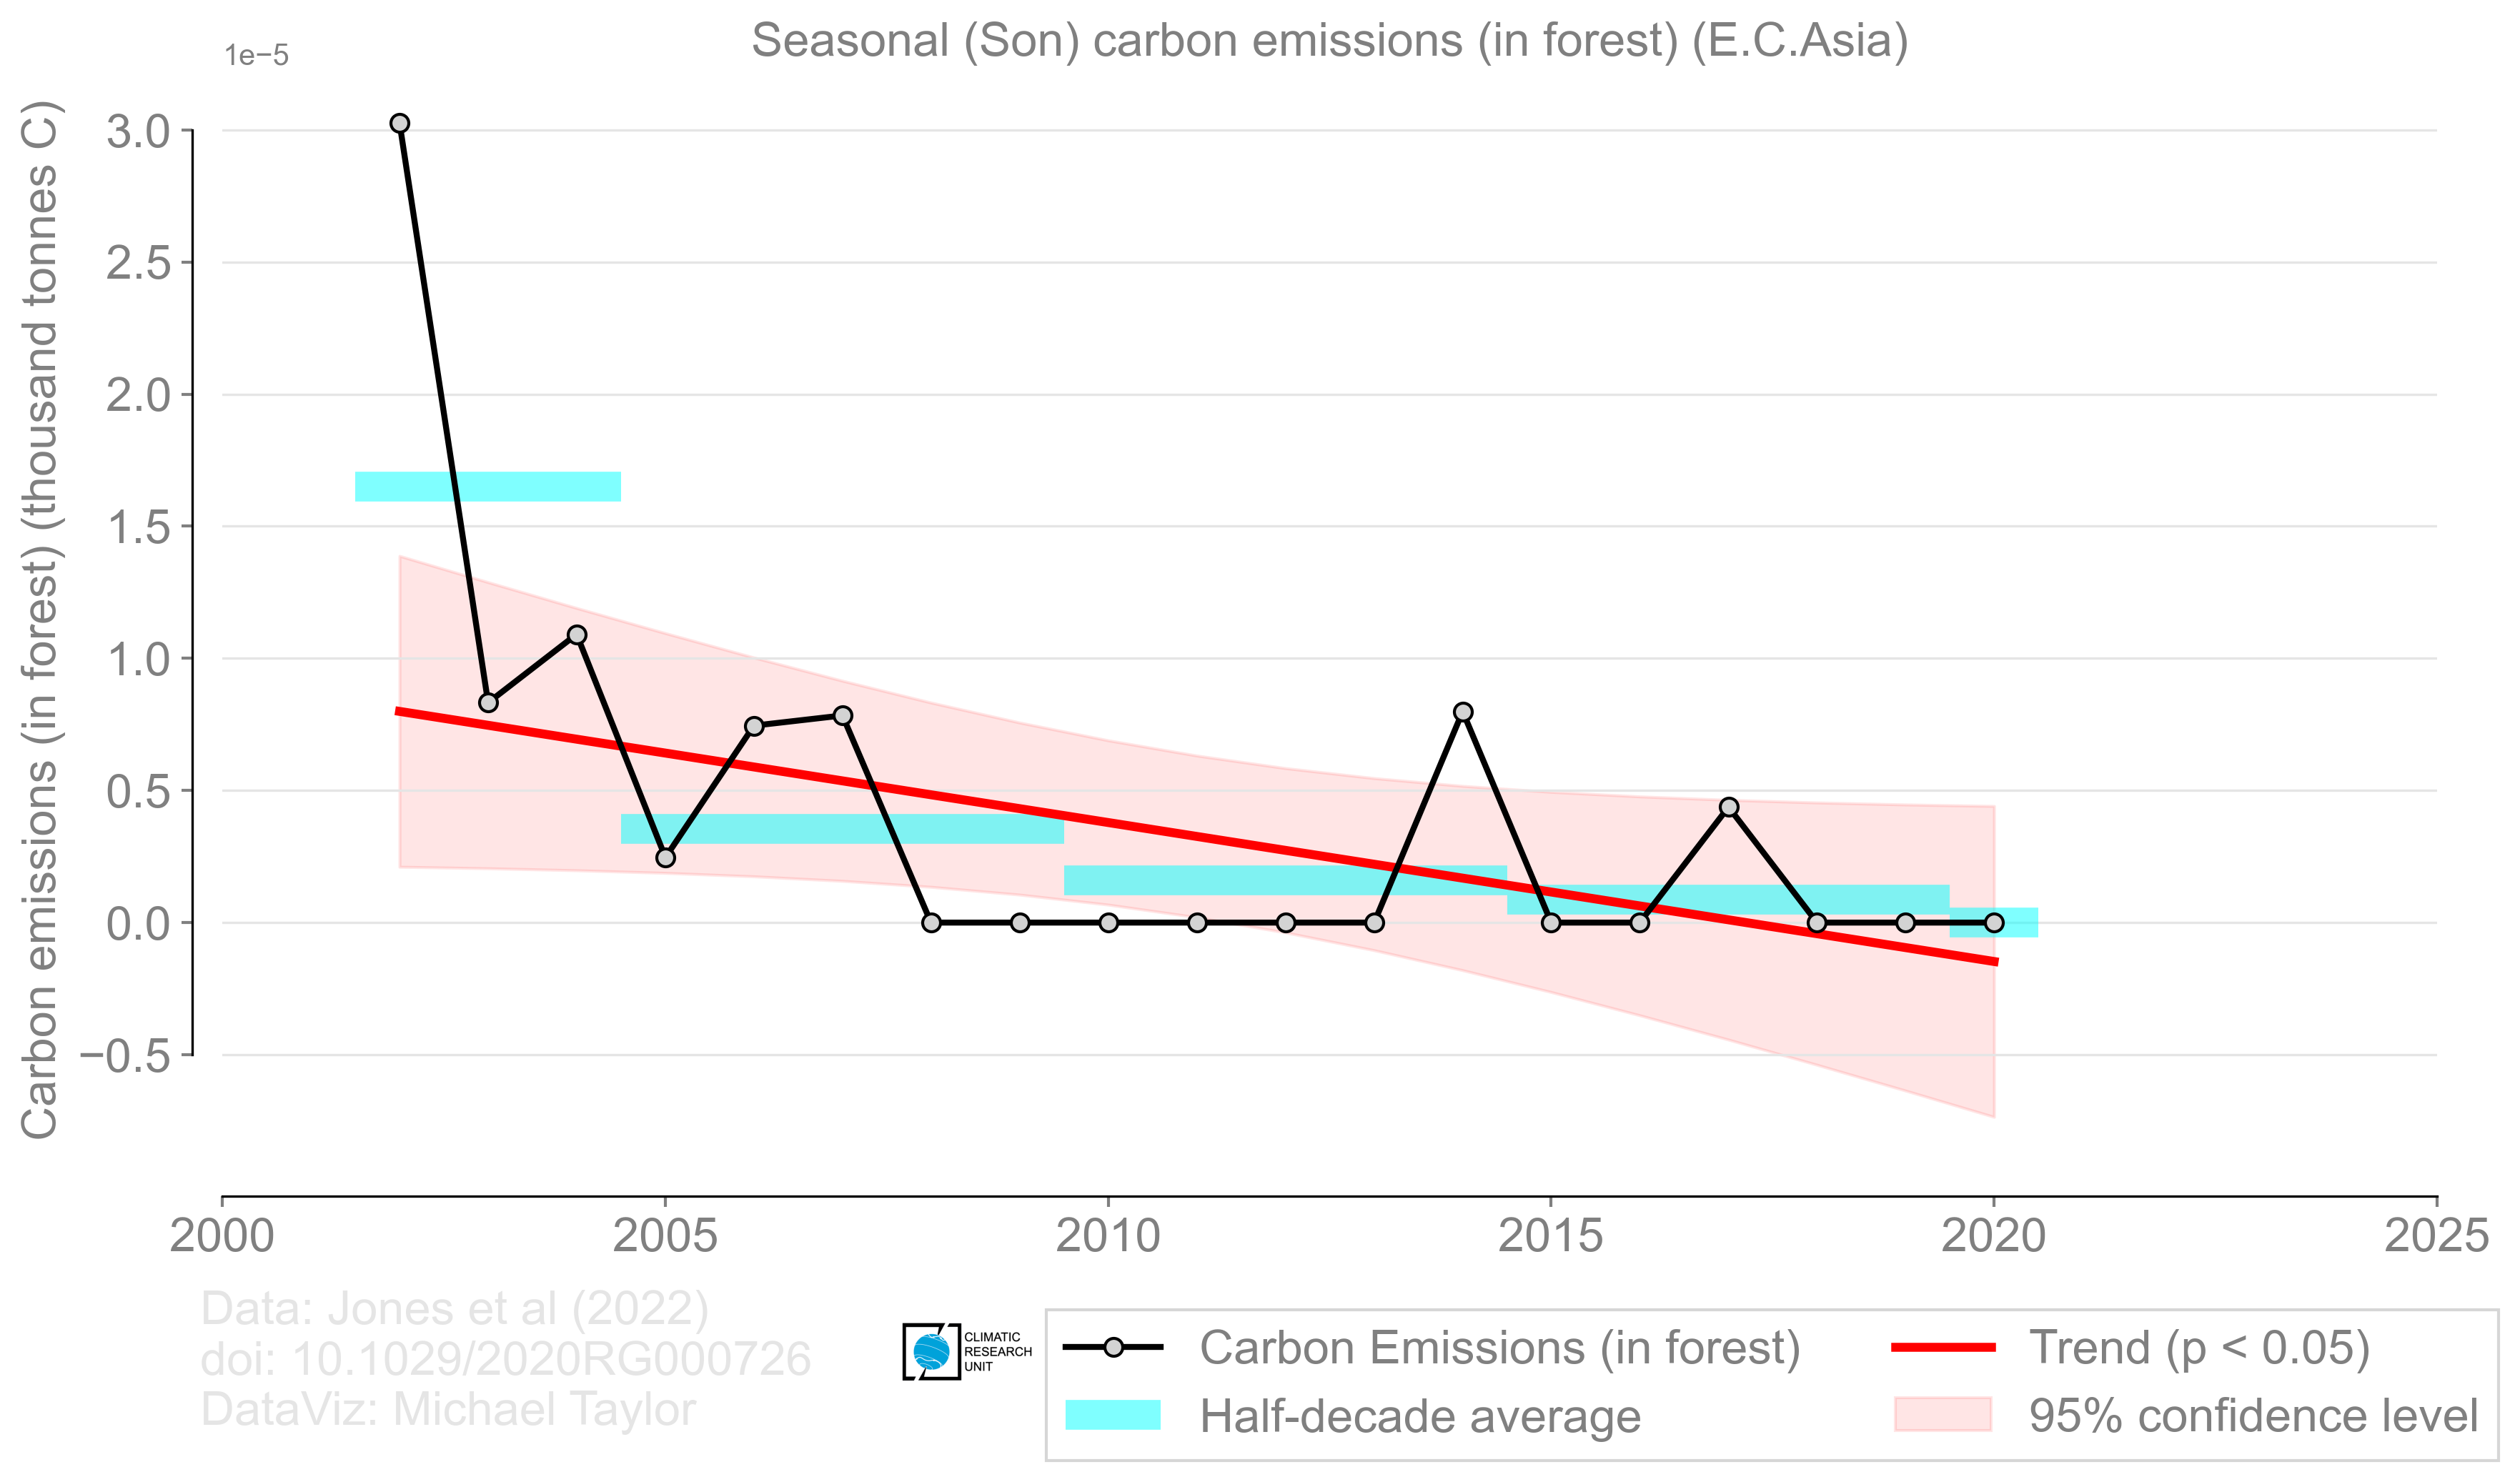 Seasonal (Son) carbon emissions (in forest) (E.C.Asia)
1e−5
Carbon emissions (in forest) (thousand tonnes C)
3.0
2.5
2.0
1.5
1.0
0.5
0.0
−0.5
2000 2005 2010 2015 2020 2025
Data: Jones et al (2022)
doi: 10.1029/2020RG000726
DataViz: Michael Taylor
CLIMATIC
RESEARCH
UNIT
Carbon Emissions (in forest)
Half-decade average
Trend (p < 0.05)
95% confidence level